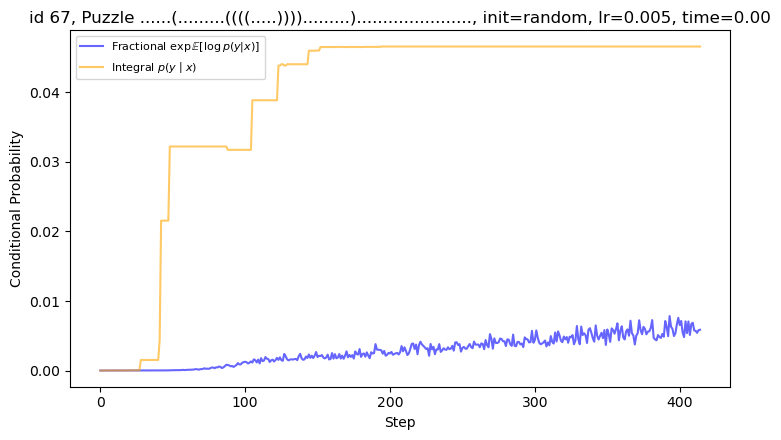 id 67, Puzzle ......(.........((((.....)))).........)......................, init=random, lr=0.005, time=0.00
Fractional exp𝔼[log p(y|x)]
Integral p(y | x)
Conditional Probability
0.04
0.03
0.02
0.01
0.00
0
100
200
300
400
Step